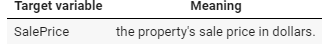 Target variable Meaning
SalePrice the property's sale price in dollars.